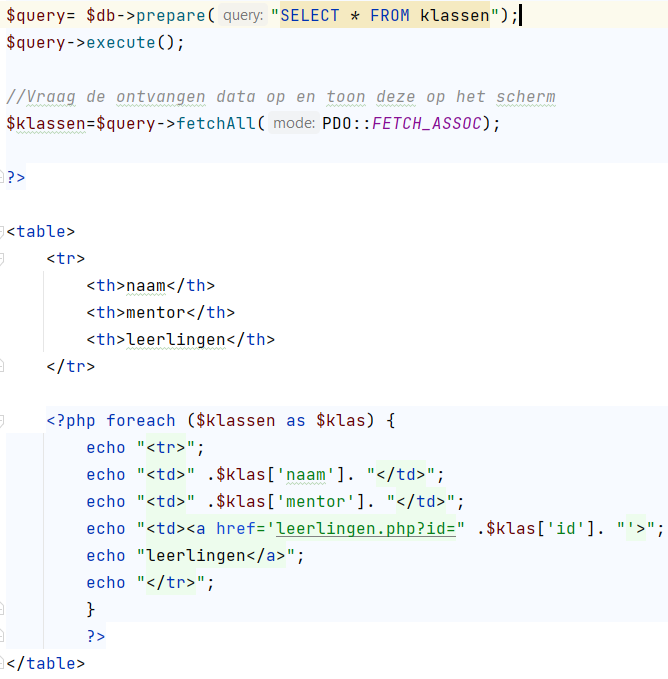 $query= $db->prepare( query: "SELECT * FROM klassen");
$query->execute();
//Vraag de ontvangen data op en toon deze op het scherm
$klassen=$query->fetchAll( mode: PDO::FETCH_ASSOC);
?>
<table>
<tr>
<th>naam</th>
<th>mentor</th>
<th>leerlingen</th>
</tr>
<?php foreach ($klassen as $klas) {
echo "<tr>";
echo "<td>" .$klas['naam']. "</td>";
echo "<td>" .$klas['mentor']. "</td>";
echo "<td><a href='leerlingen.php?id=" .$klas['id']. "'>";
echo "leerlingen</a>";
echo "</tr>";
}
?>
</table>